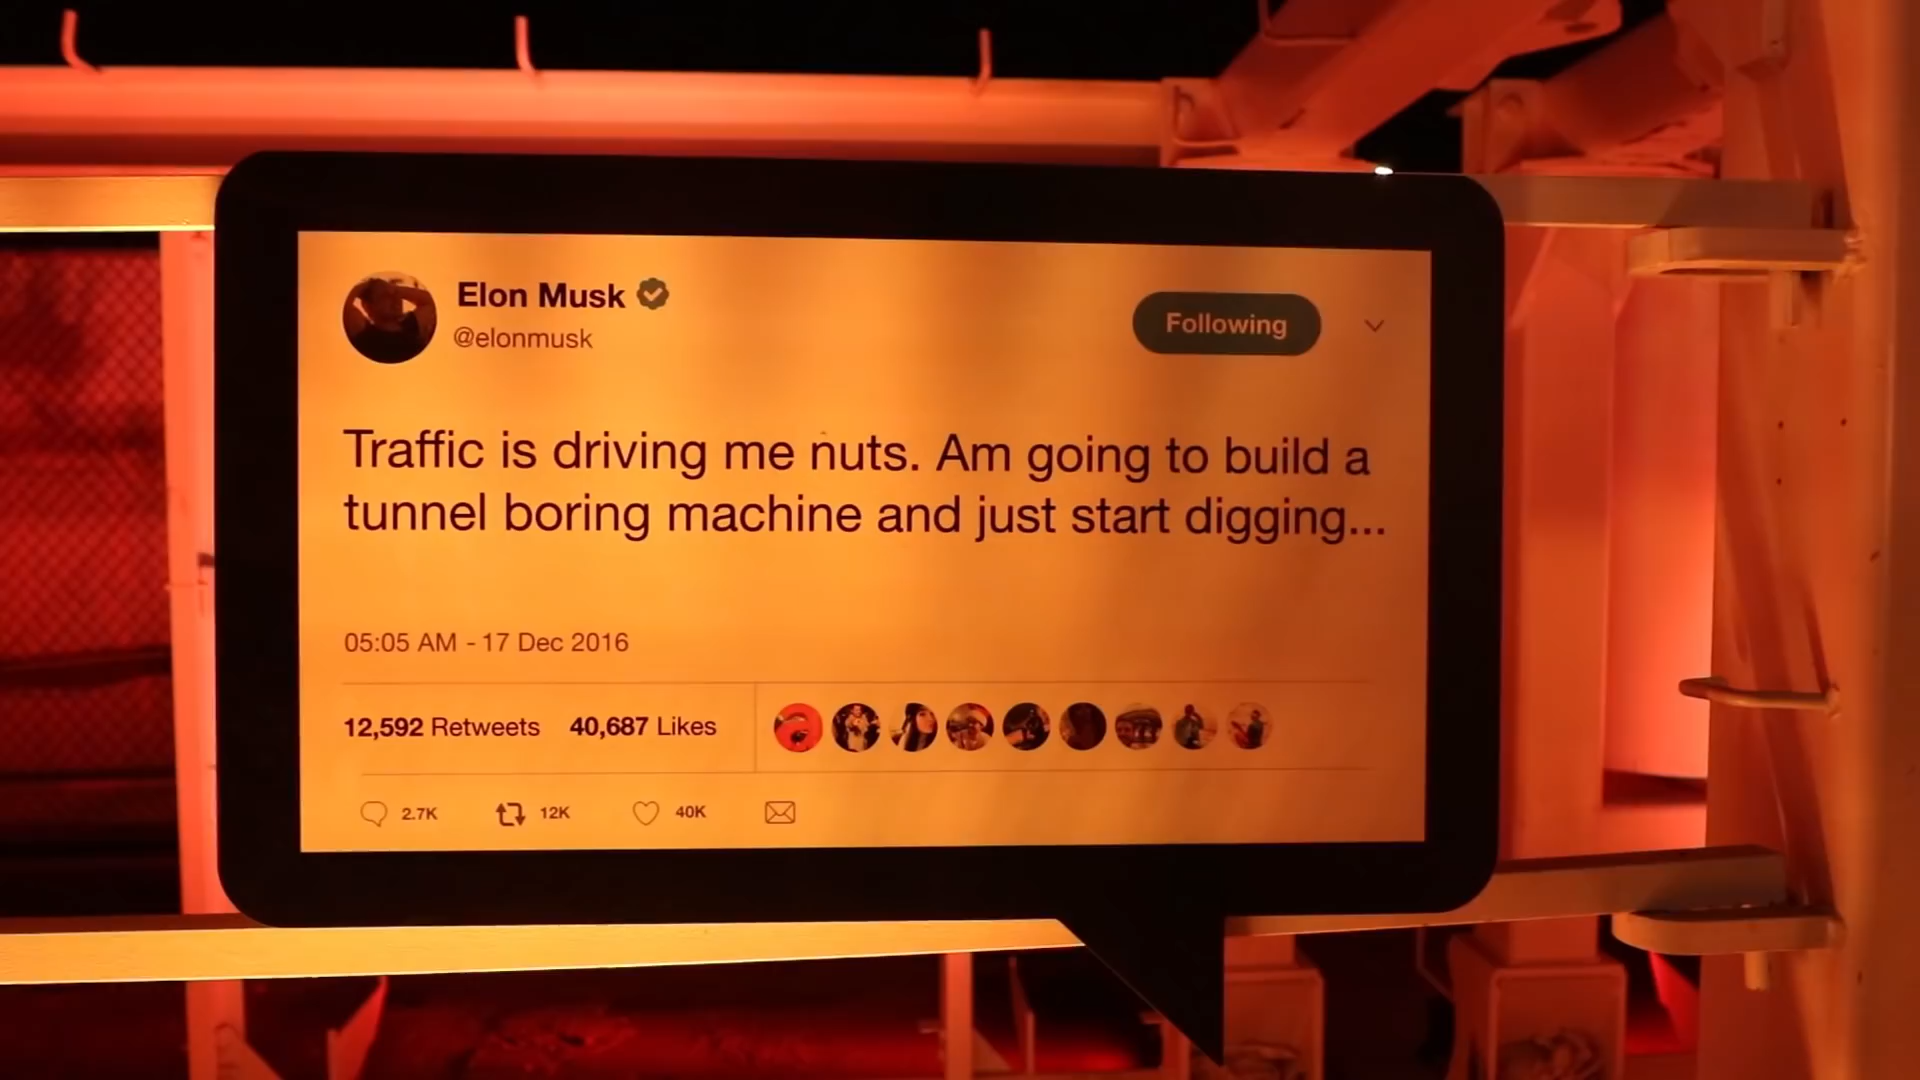 Elon Musk
@elonmusk
Following
Traffic is driving me nuts. Am going to build a
tunnel boring machine and just start digging...
05:05 AM - 17 Dec 2016
12,592 Retweets 40,687 Likes
2.7K 12K 40K